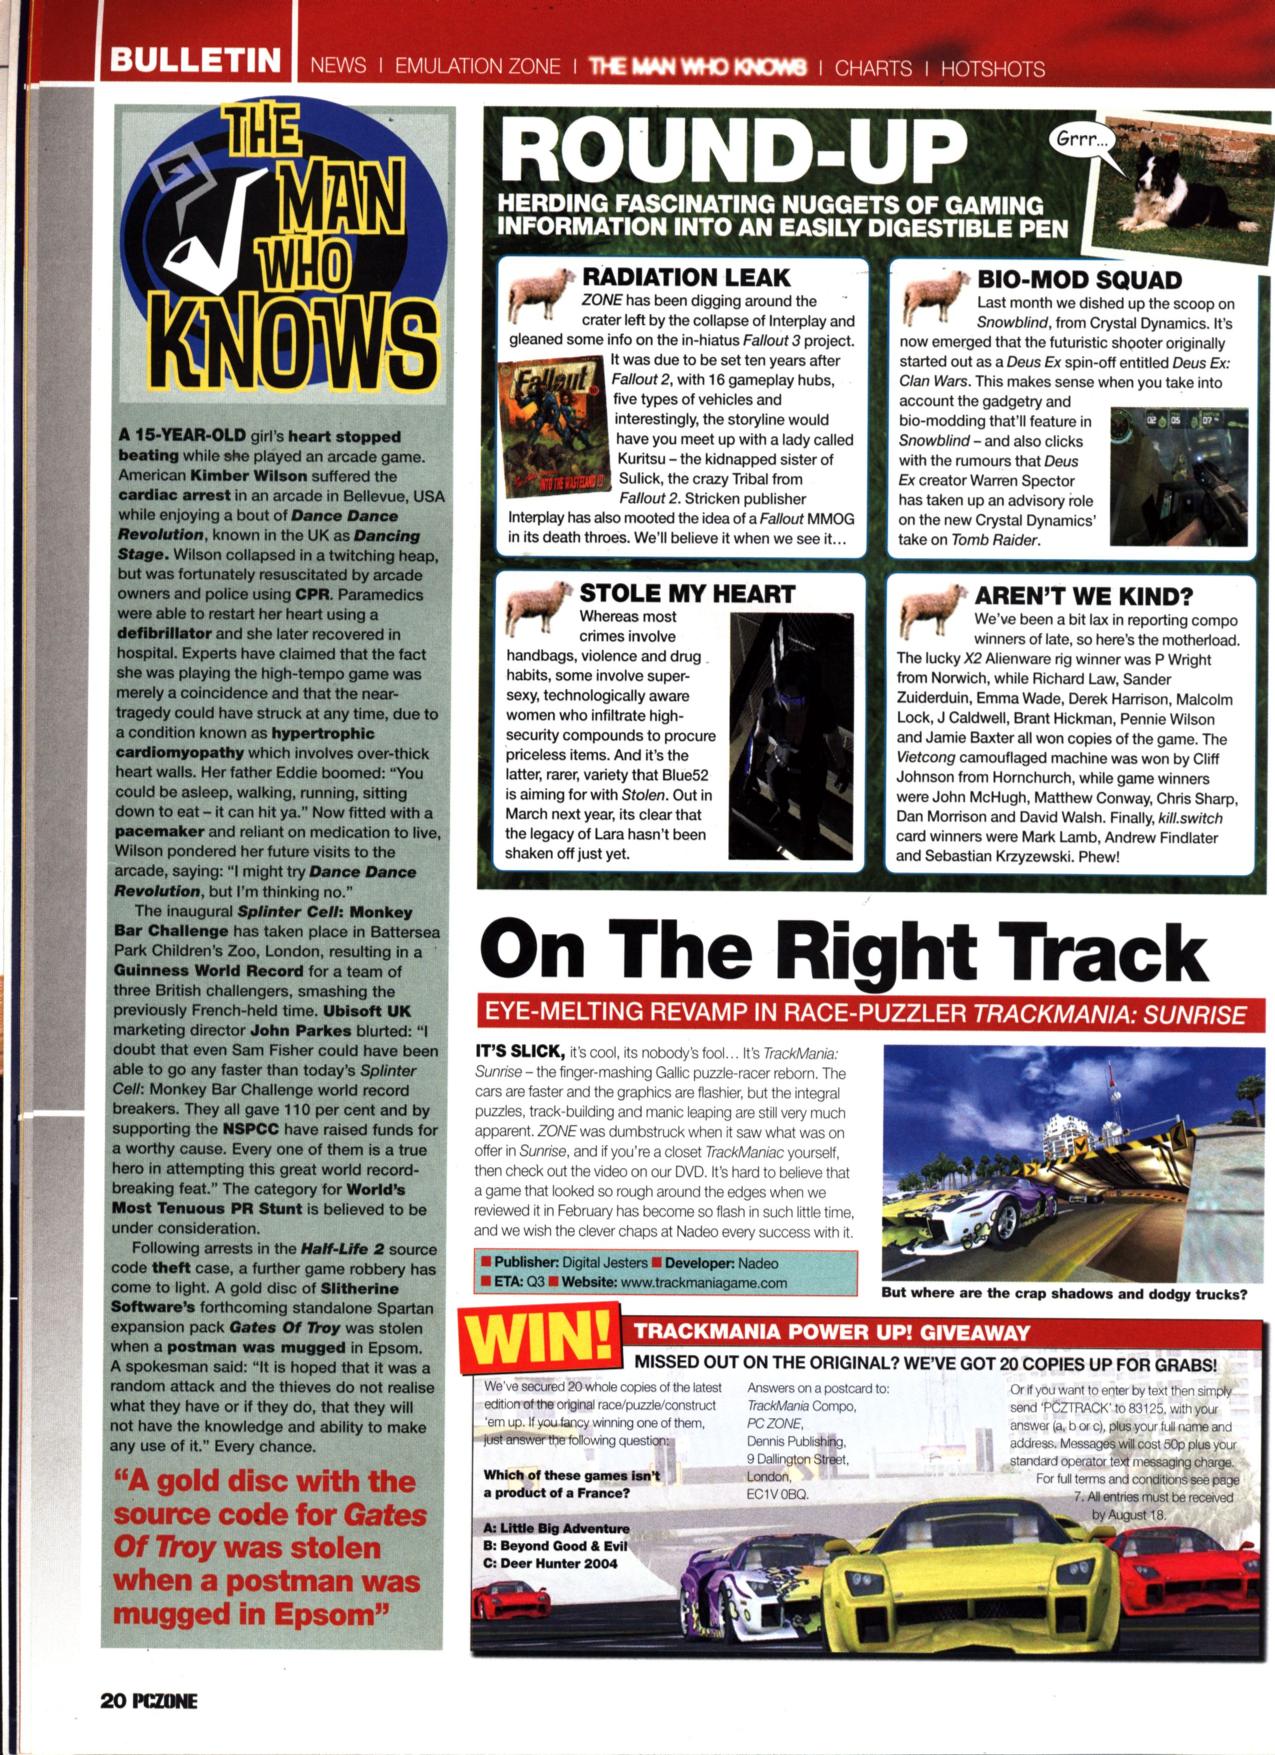 BULLETIN
NEWS | EMULATION ZONE | THE MAN WHO KNOWS | CHARTS | HOTSHOTS
THE
MAN
WHO
KNOWS
A 15-YEAR-OLD girl's heart stopped
beating while she played an arcade game.
American Kimber Wilson suffered the
cardiac arrest in an arcade in Bellevue, USA
while enjoying a bout of Dance Dance
Revolution, known in the UK as Dancing
Stage. Wilson collapsed in a twitching heap,
but was fortunately resuscitated by arcade
owners and police using CPR. Paramedics
were able to restart her heart using a
defibrillator and she later recovered in
hospital. Experts have claimed that the fact
she was playing the high-tempo game was
merely a coincidence and that the near-
tragedy could have struck at any time, due to
a condition known as hypertrophic
cardiomyopathy which involves over-thick
heart walls. Her father Eddie boomed: "You
could be asleep, walking, running, sitting
down to eat – it can hit ya." Now fitted with a
pacemaker and reliant on medication to live,
Wilson pondered her future visits to the
arcade, saying: "I might try Dance Dance
Revolution, but I'm thinking no."
The inaugural Splinter Cell: Monkey
Bar Challenge has taken place in Battersea
Park Children's Zoo, London, resulting in a
Guinness World Record for a team of
three British challengers, smashing the
previously French-held time. Ubisoft UK
marketing director John Parkes blurted: "I
doubt that even Sam Fisher could have been
able to go any faster than today's Splinter
Cell: Monkey Bar Challenge world record
breakers. They all gave 110 per cent and by
supporting the NSPCC have raised funds for
a worthy cause. Every one of them is a true
hero in attempting this great world record-
breaking feat." The category for World's
Most Tenuous PR Stunt is believed to be
under consideration.
Following arrests in the Half-Life 2 source
code theft case, a further game robbery has
come to light. A gold disc of Slitherine
Software's forthcoming standalone Spartan
expansion pack Gates Of Troy was stolen
when a postman was mugged in Epsom.
A spokesman said: "It is hoped that it was a
random attack and the thieves do not realise
what they have or if they do, that they will
not have the knowledge and ability to make
any use of it." Every chance.
"A gold disc with the
source code for Gates
Of Troy was stolen
when a postman was
mugged in Epsom"
ROUND-UP
HERDING FASCINATING NUGGETS OF GAMING
INFORMATION INTO AN EASILY DIGESTIBLE PEN
Grrr...
RADIATION LEAK
ZONE has been digging around the
crater left by the collapse of Interplay and
gleaned some info on the in-hiatus Fallout 3 project.
It was due to be set ten years after
Fallout 2, with 16 gameplay hubs,
five types of vehicles and
interestingly, the storyline would
have you meet up with a lady called
Kuritsu – the kidnapped sister of
Sulick, the crazy Tribal from
Fallout 2. Stricken publisher
Interplay has also mooted the idea of a Fallout MMOG
in its death throes. We'll believe it when we see it...
Fallout
INTO THE WASTELAND
BIO-MOD SQUAD
Last month we dished up the scoop on
Snowblind, from Crystal Dynamics. It's
now emerged that the futuristic shooter originally
started out as a Deus Ex spin-off entitled Deus Ex:
Clan Wars. This makes sense when you take into
account the gadgetry and
bio-modding that'll feature in
Snowblind – and also clicks
with the rumours that Deus
Ex creator Warren Spector
has taken up an advisory role
on the new Crystal Dynamics'
take on Tomb Raider.
STOLE MY HEART
Whereas most
crimes involve
handbags, violence and drug
habits, some involve super-
sexy, technologically aware
women who infiltrate high-
security compounds to procure
priceless items. And it's the
latter, rarer, variety that Blue52
is aiming for with Stolen. Out in
March next year, its clear that
the legacy of Lara hasn't been
shaken off just yet.
AREN'T WE KIND?
We've been a bit lax in reporting compo
winners of late, so here's the motherload.
The lucky X2 Alienware rig winner was P Wright
from Norwich, while Richard Law, Sander
Zuiderduin, Emma Wade, Derek Harrison, Malcolm
Lock, J Caldwell, Brant Hickman, Pennie Wilson
and Jamie Baxter all won copies of the game. The
Vietcong camouflaged machine was won by Cliff
Johnson from Hornchurch, while game winners
were John McHugh, Matthew Conway, Chris Sharp,
Dan Morrison and David Walsh. Finally, kill.switch
card winners were Mark Lamb, Andrew Findlater
and Sebastian Krzyzewski. Phew!
On The Right Track
EYE-MELTING REVAMP IN RACE-PUZZLER TRACKMANIA: SUNRISE
IT'S SLICK, it's cool, its nobody's fool... It's TrackMania:
Sunrise – the finger-mashing Gallic puzzle-racer reborn. The
cars are faster and the graphics are flashier, but the integral
puzzles, track-building and manic leaping are still very much
apparent. ZONE was dumbstruck when it saw what was on
offer in Sunrise, and if you're a closet TrackManiac yourself,
then check out the video on our DVD. It's hard to believe that
a game that looked so rough around the edges when we
reviewed it in February has become so flash in such little time,
and we wish the clever chaps at Nadeo every success with it.
Publisher: Digital Jesters Developer: Nadeo
ETA: Q3 Website: www.trackmaniagame.com
But where are the crap shadows and dodgy trucks?
WIN!
TRACKMANIA POWER UP! GIVEAWAY
MISSED OUT ON THE ORIGINAL? WE'VE GOT 20 COPIES UP FOR GRABS!
We've secured 20 whole copies of the latest
edition of the original race/puzzle/construct
'em up. If you fancy winning one of them,
just answer the following question:
Which of these games isn't
a product of a France?
A: Little Big Adventure
B: Beyond Good & Evil
C: Deer Hunter 2004
Answers on a postcard to:
TrackMania Compo,
PC ZONE,
Dennis Publishing,
9 Dallington Street,
London,
EC1V 0BQ.
Or if you want to enter by text then simply
send 'PCZTRACK' to 83125, with your
answer (a, b or c), plus your full name and
address. Messages will cost 50p plus your
standard operator text messaging charge.
For full terms and conditions see page
7. All entries must be received
by August 18.
20 PCZONE